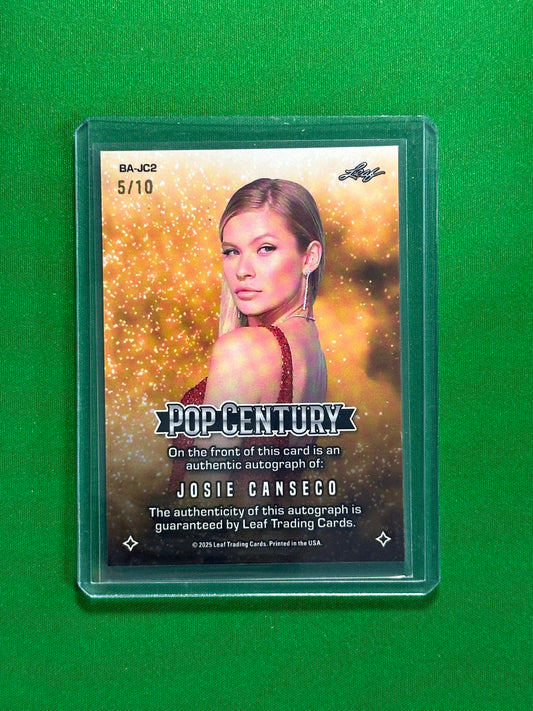 BA-JC2
Leaf
5/10
POP CENTURY
On the front of this card is an
authentic autograph of:
JOSIE CANSECO
The authenticity of this autograph is
guaranteed by Leaf Trading Cards.
© 2025 Leaf Trading Cards. Printed in the USA.